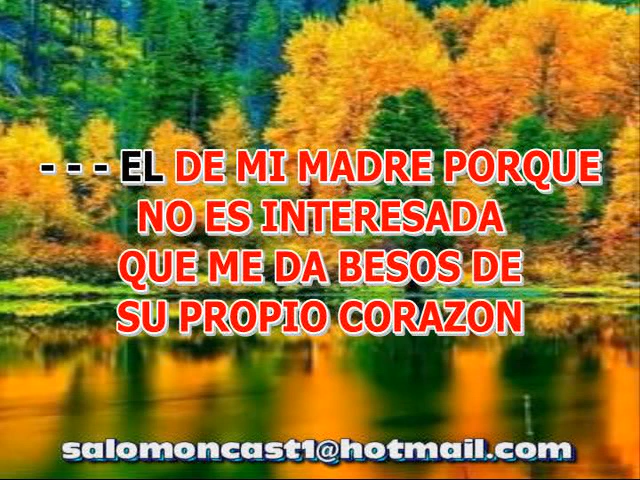 - - - EL DE MI MADRE PORQUE
NO ES INTERESADA
QUE ME DA BESOS DE
SU PROPIO CORAZON
salomoncast1@hotmail.com